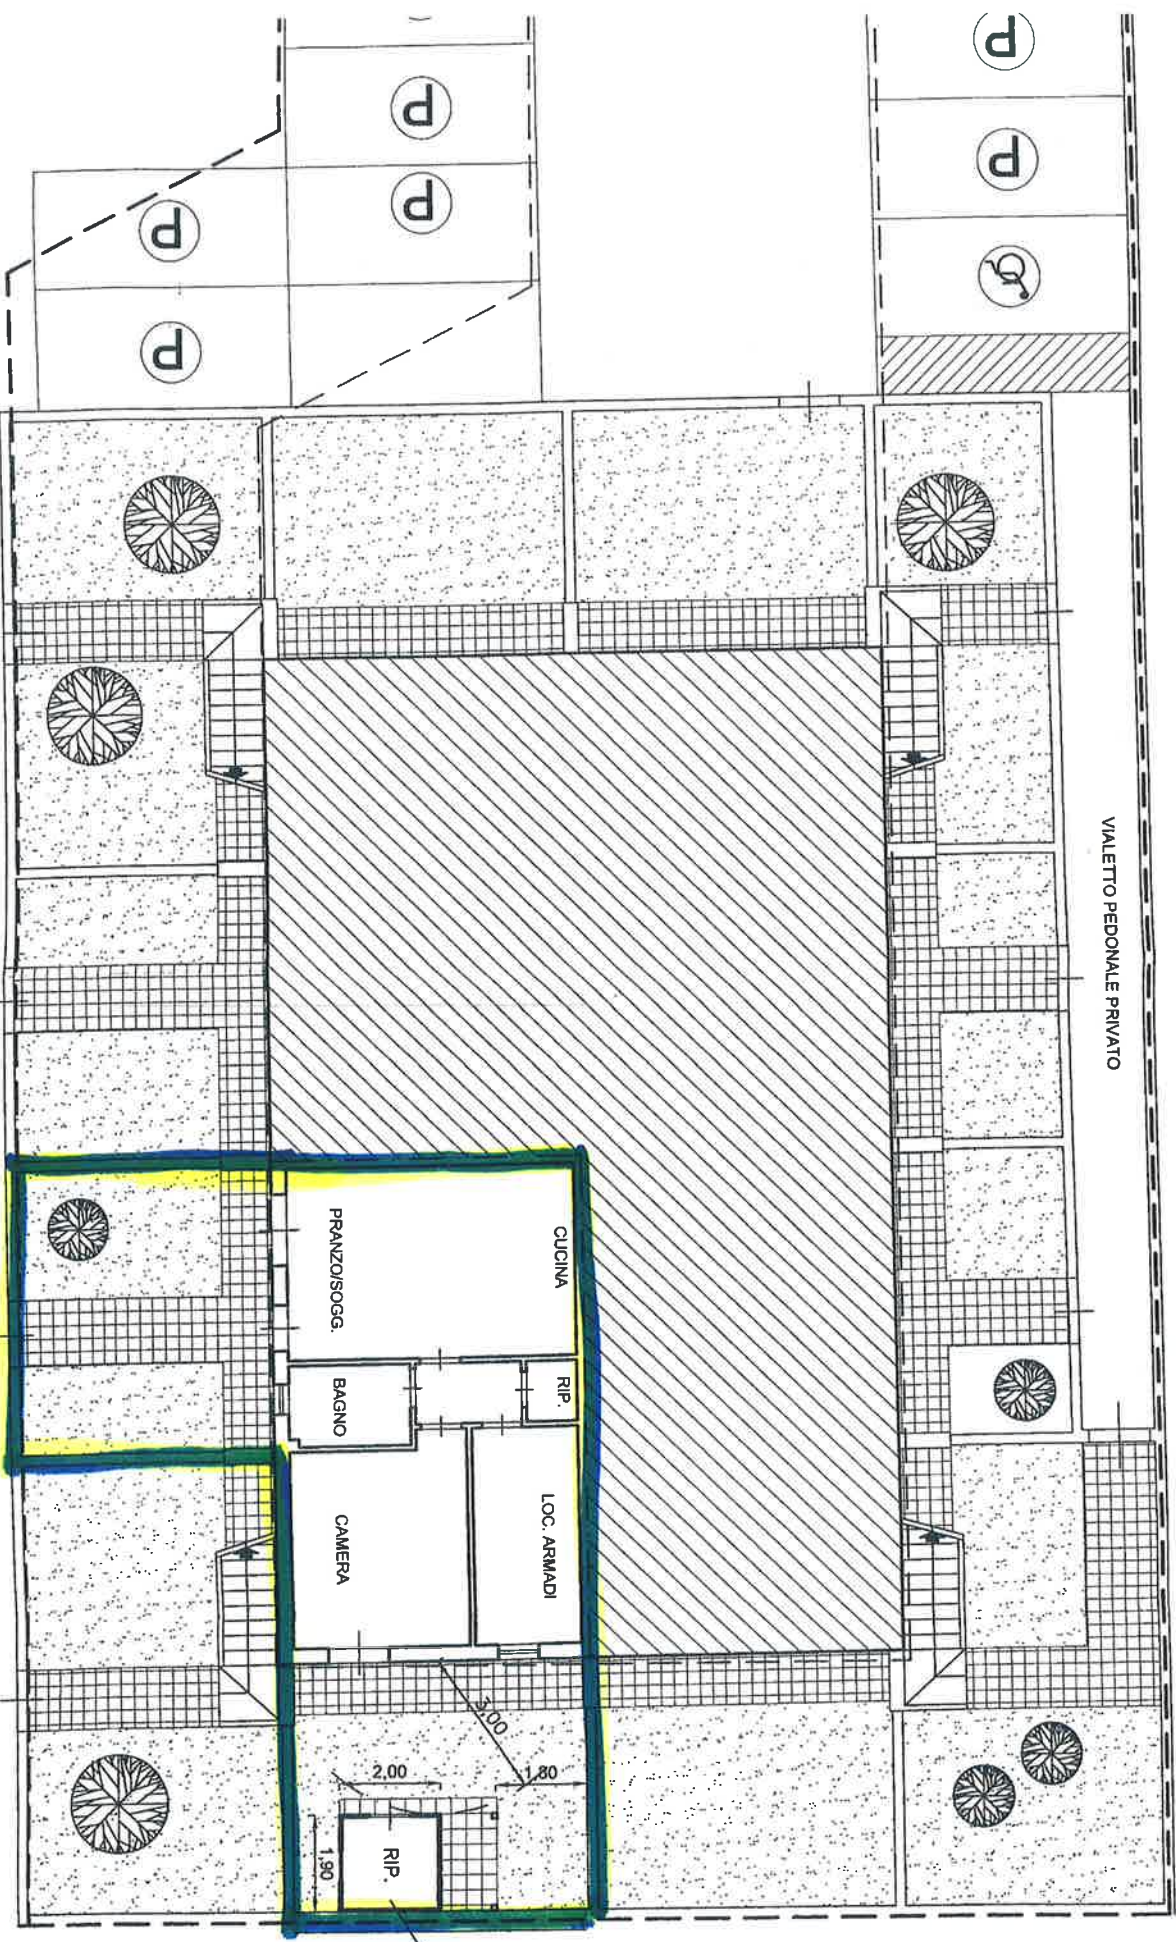 P
P
P
P
P
P
VIALETTO PEDONALE PRIVATO
CUCINA
PRANZO/SOGG.
RIP.
BAGNO
LOC. ARMADI
CAMERA
3,00
1,80
2,00
RIP.
1,90